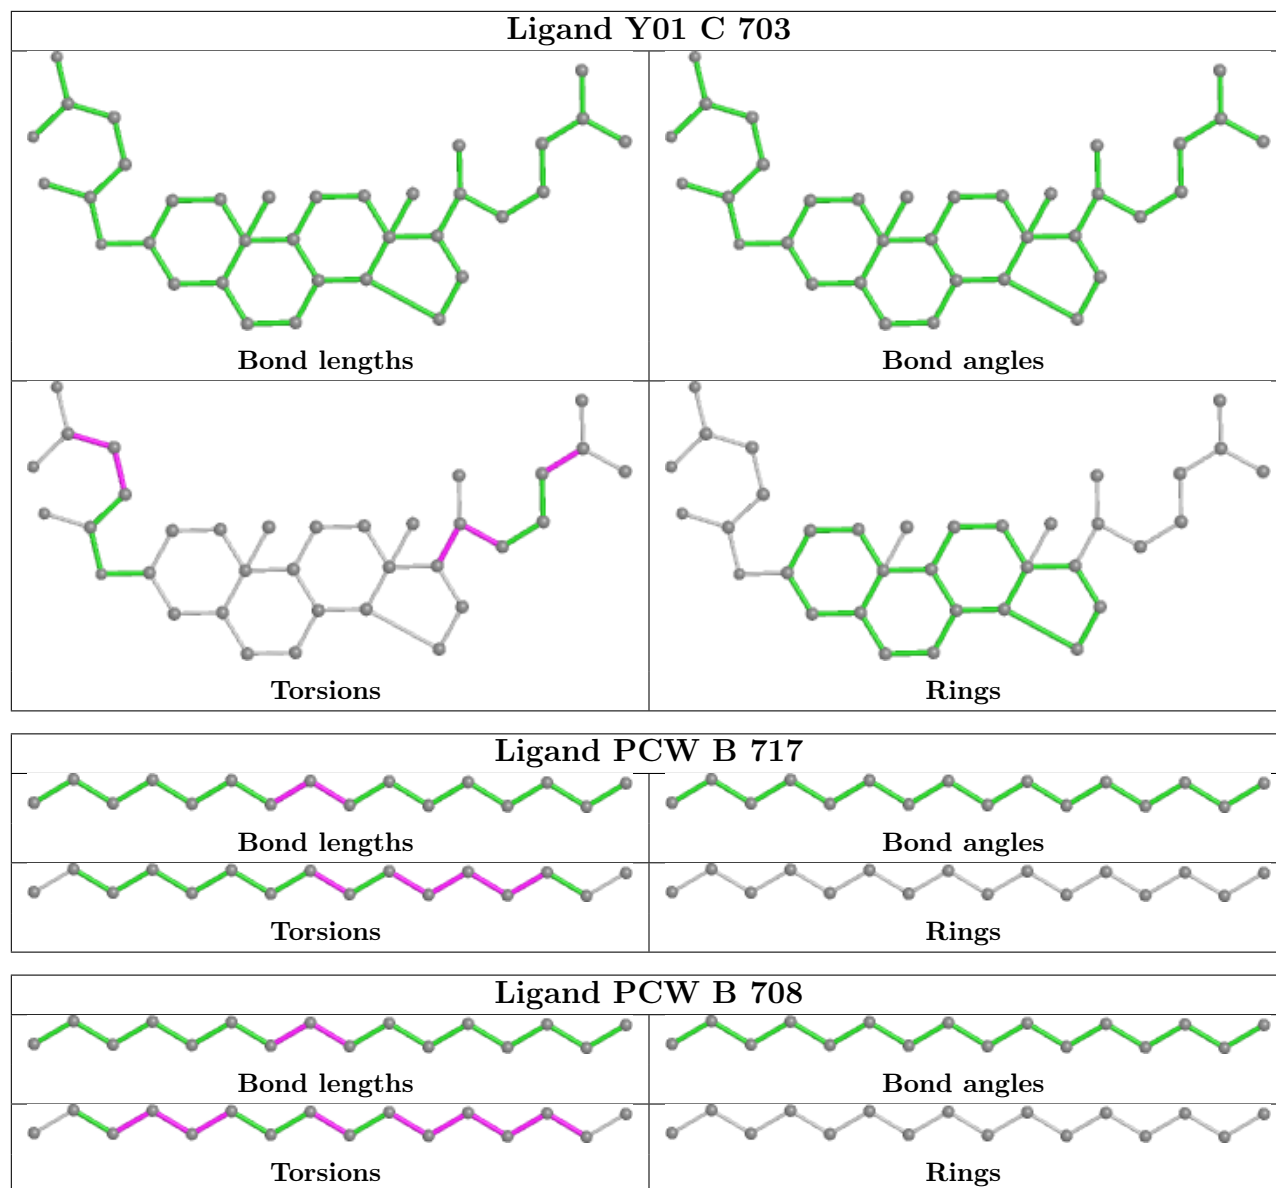 Ligand Y01 C 703
Bond lengths
Bond angles
Torsions
Rings
Ligand PCW B 717
Bond lengths
Bond angles
Torsions
Rings
Ligand PCW B 708
Bond lengths
Bond angles
Torsions
Rings